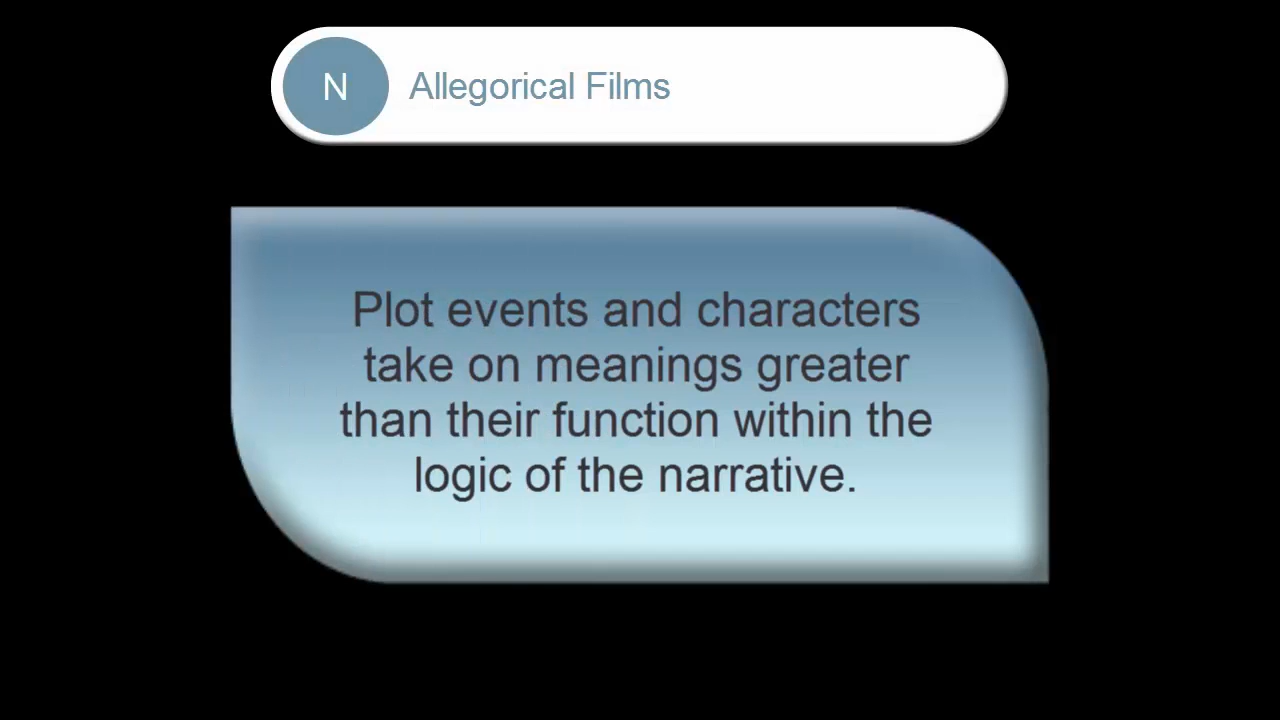 N Allegorical Films
Plot events and characters
take on meanings greater
than their function within the
logic of the narrative.